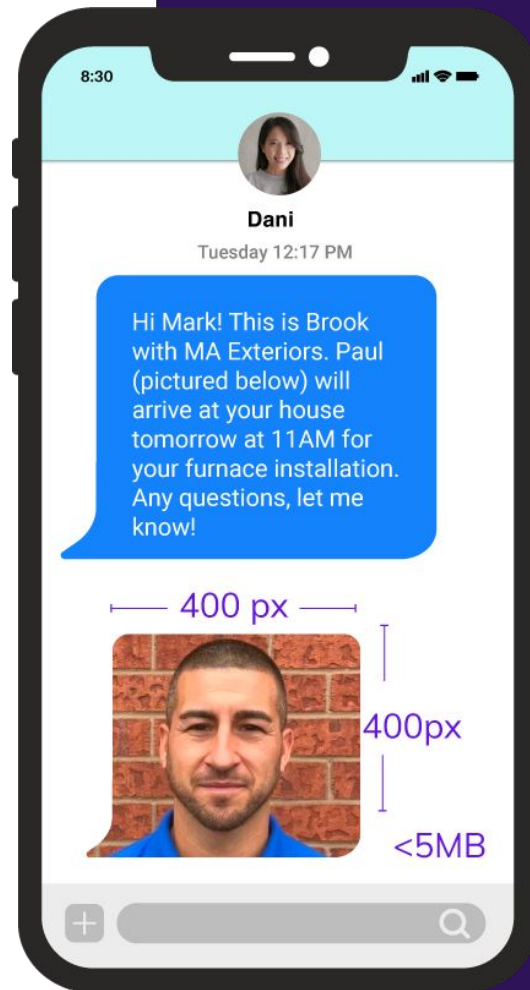 8:30
Dani
Tuesday 12:17 PM
Hi Mark! This is Brook
with MA Exteriors. Paul
(pictured below) will
arrive at your house
tomorrow at 11AM for
your furnace installation.
Any questions, let me
know!
400 px
400px
<5MB